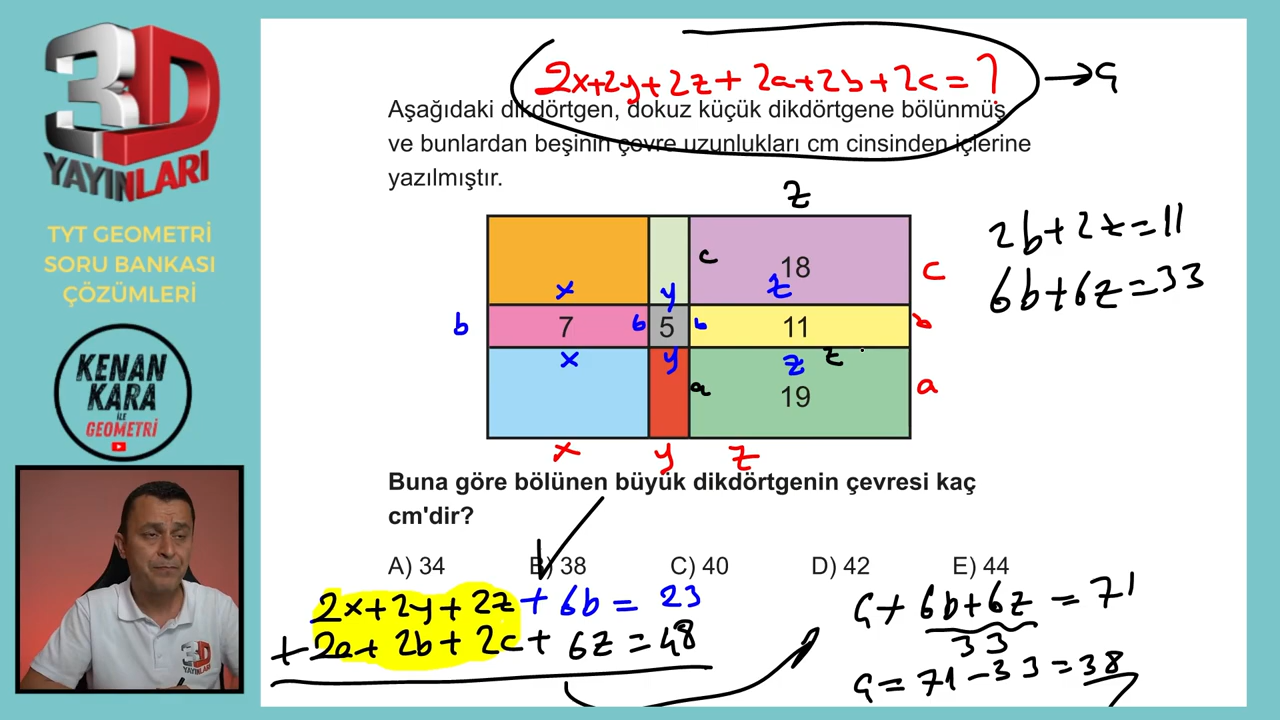 3D
YAYINLARI
TYT GEOMETRİ
SORU BANKASI
ÇÖZÜMLERİ
KENAN
KARA
İLE
GEOMETRİ
2x+2y+2z+2a+2b+2c=? → Ç
Aşağıdaki dikdörtgen, dokuz küçük dikdörtgene bölünmüş
ve bunlardan beşinin çevre uzunlukları cm cinsinden içlerine
yazılmıştır.
z
c 18 c
x y z
b 7 b 5 b 11 b
x y z z
a 19 a
x y z
2b+2z=11
6b+6z=33
Buna göre bölünen büyük dikdörtgenin çevresi kaç
cm'dir?
A) 34 B) 38 C) 40 D) 42 E) 44
2x+2y+2z+6b=23
+2a+2b+2c+6z=48
Ç+6b+6z=71
33
Ç=71-33=38
3D
YAYINLARI